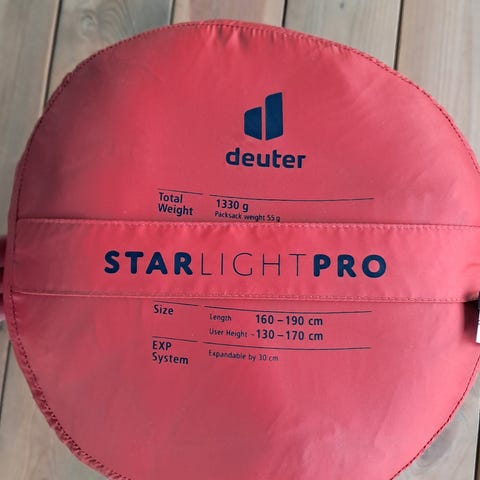 deuter
Total Weight 1330 g
Packsack weight 55 g
STARLIGHTPRO
Size Length 160 – 190 cm
User Height ~130 – 170 cm
EXP System Expandable by 30 cm